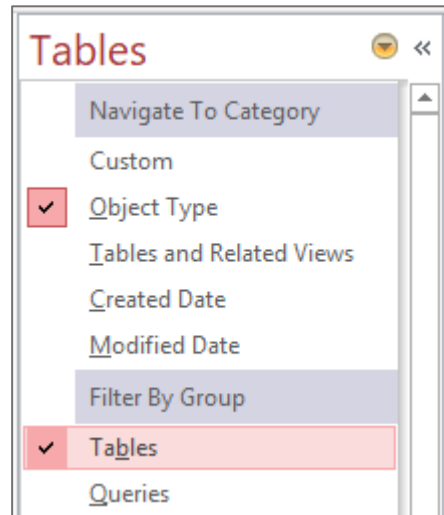 Tables
Navigate To Category
Custom
Object Type
Tables and Related Views
Created Date
Modified Date
Filter By Group
Tables
Queries